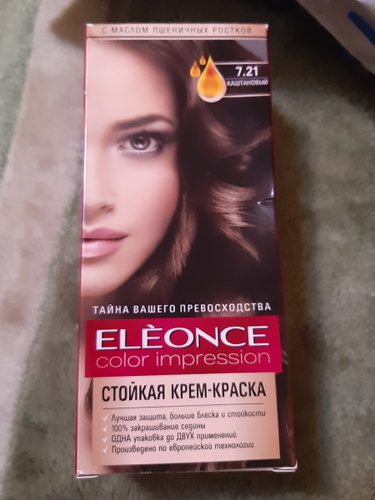 С МАСЛОМ ПШЕНИЧНЫХ РОСТКОВ
7.21
КАШТАНОВЫЙ
ТАЙНА ВАШЕГО ПРЕВОСХОДСТВА
ELÈONCE
color impression
СТОЙКАЯ КРЕМ-КРАСКА
✓ Лучшая защита, больше блеска и стойкости
✓ 100% закрашивание седины
✓ ОДНА упаковка до ДВУХ применений
✓ Произведено по европейской технологии